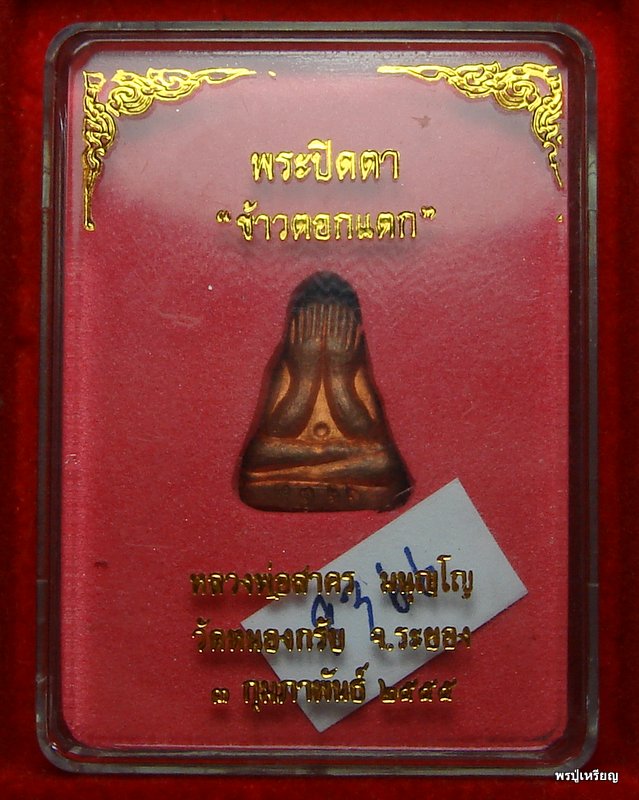 พระปิดตา
“ข้าวตอกแตก”
หลวงพ่อสาคร มนุญโญ
วัดหนองกรับ จ.ระยอง
๓ กุมภาพันธ์ ๒๕๕๕
พรปู่เหรียญ